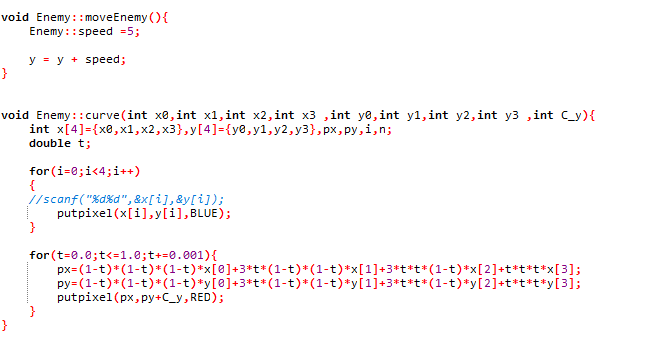 void Enemy::moveEnemy(){
    Enemy::speed =5;
    y = y + speed;
}
void Enemy::curve(int x0,int x1,int x2,int x3 ,int y0,int y1,int y2,int y3 ,int C_y){
    int x[4]={x0,x1,x2,x3},y[4]={y0,y1,y2,y3},px,py,i,n;
    double t;
    for(i=0;i<4;i++)
    {
    //scanf("%d%d",&x[i],&y[i]);
        putpixel(x[i],y[i],BLUE);
    }
    for(t=0.0;t<=1.0;t+=0.001){
        px=(1-t)*(1-t)*(1-t)*x[0]+3*t*(1-t)*(1-t)*x[1]+3*t*t*(1-t)*x[2]+t*t*t*x[3];
        py=(1-t)*(1-t)*(1-t)*y[0]+3*t*(1-t)*(1-t)*y[1]+3*t*t*(1-t)*y[2]+t*t*t*y[3];
        putpixel(px,py+C_y,RED);
    }
}